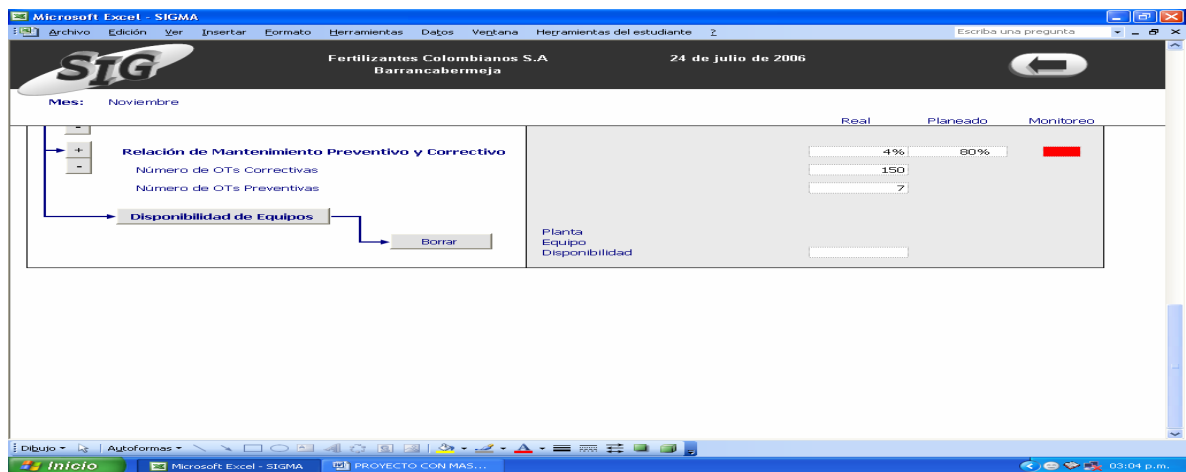 Microsoft Excel - SIGMA
Archivo Edición Ver Insertar Formato Herramientas Datos Ventana Herramientas del estudiante ? Escriba una pregunta
SIG
Fertilizantes Colombianos S.A 24 de julio de 2006
Barrancabermeja
Mes: Noviembre
Real Planeado Monitoreo
-
+ Relación de Mantenimiento Preventivo y Correctivo 4% 80%
- Número de OTs Correctivas 150
Número de OTs Preventivas 7
Disponibilidad de Equipos
Planta
Borrar Equipo
Disponibilidad
Dibujo Autoformas
Inicio Microsoft Excel - SIGMA PROYECTO CON MAS... 03:04 p.m.